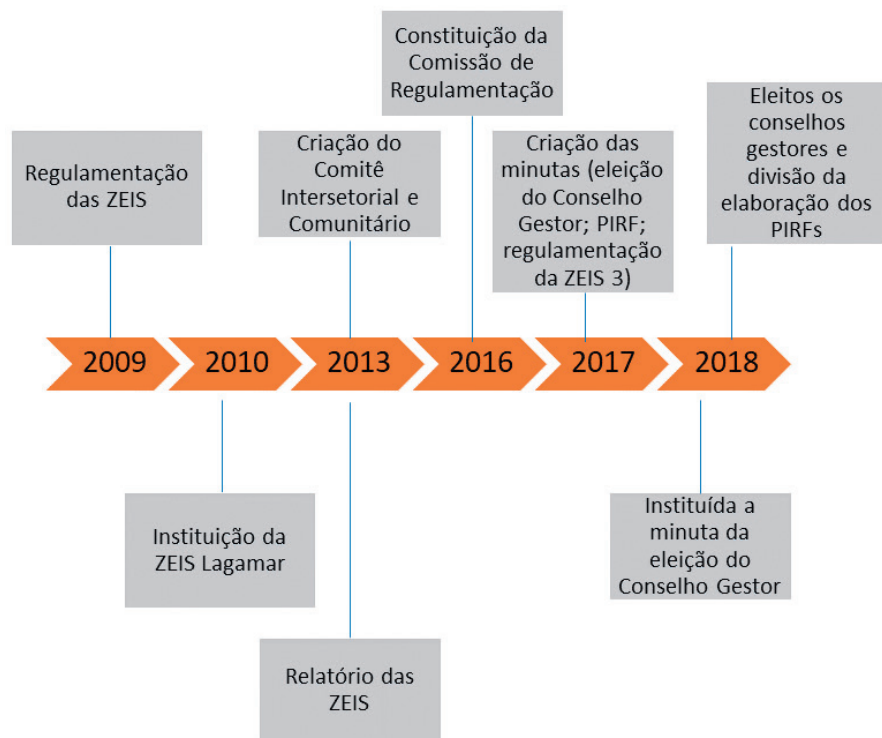 Constituição da
Comissão de
Regulamentação
Eleitos os
conselhos
gestores e
divisão da
elaboração dos
PIRFs
Regulamentação
das ZEIS
Criação do
Comitê
Intersetorial e
Comunitário
Criação das
minutas (eleição
do Conselho
Gestor; PIRF;
regulamentação
da ZEIS 3)
2009
2010
2013
2016
2017
2018
Instituição da
ZEIS Lagamar
Instituída a
minuta da
eleição do
Conselho Gestor
Relatório das
ZEIS